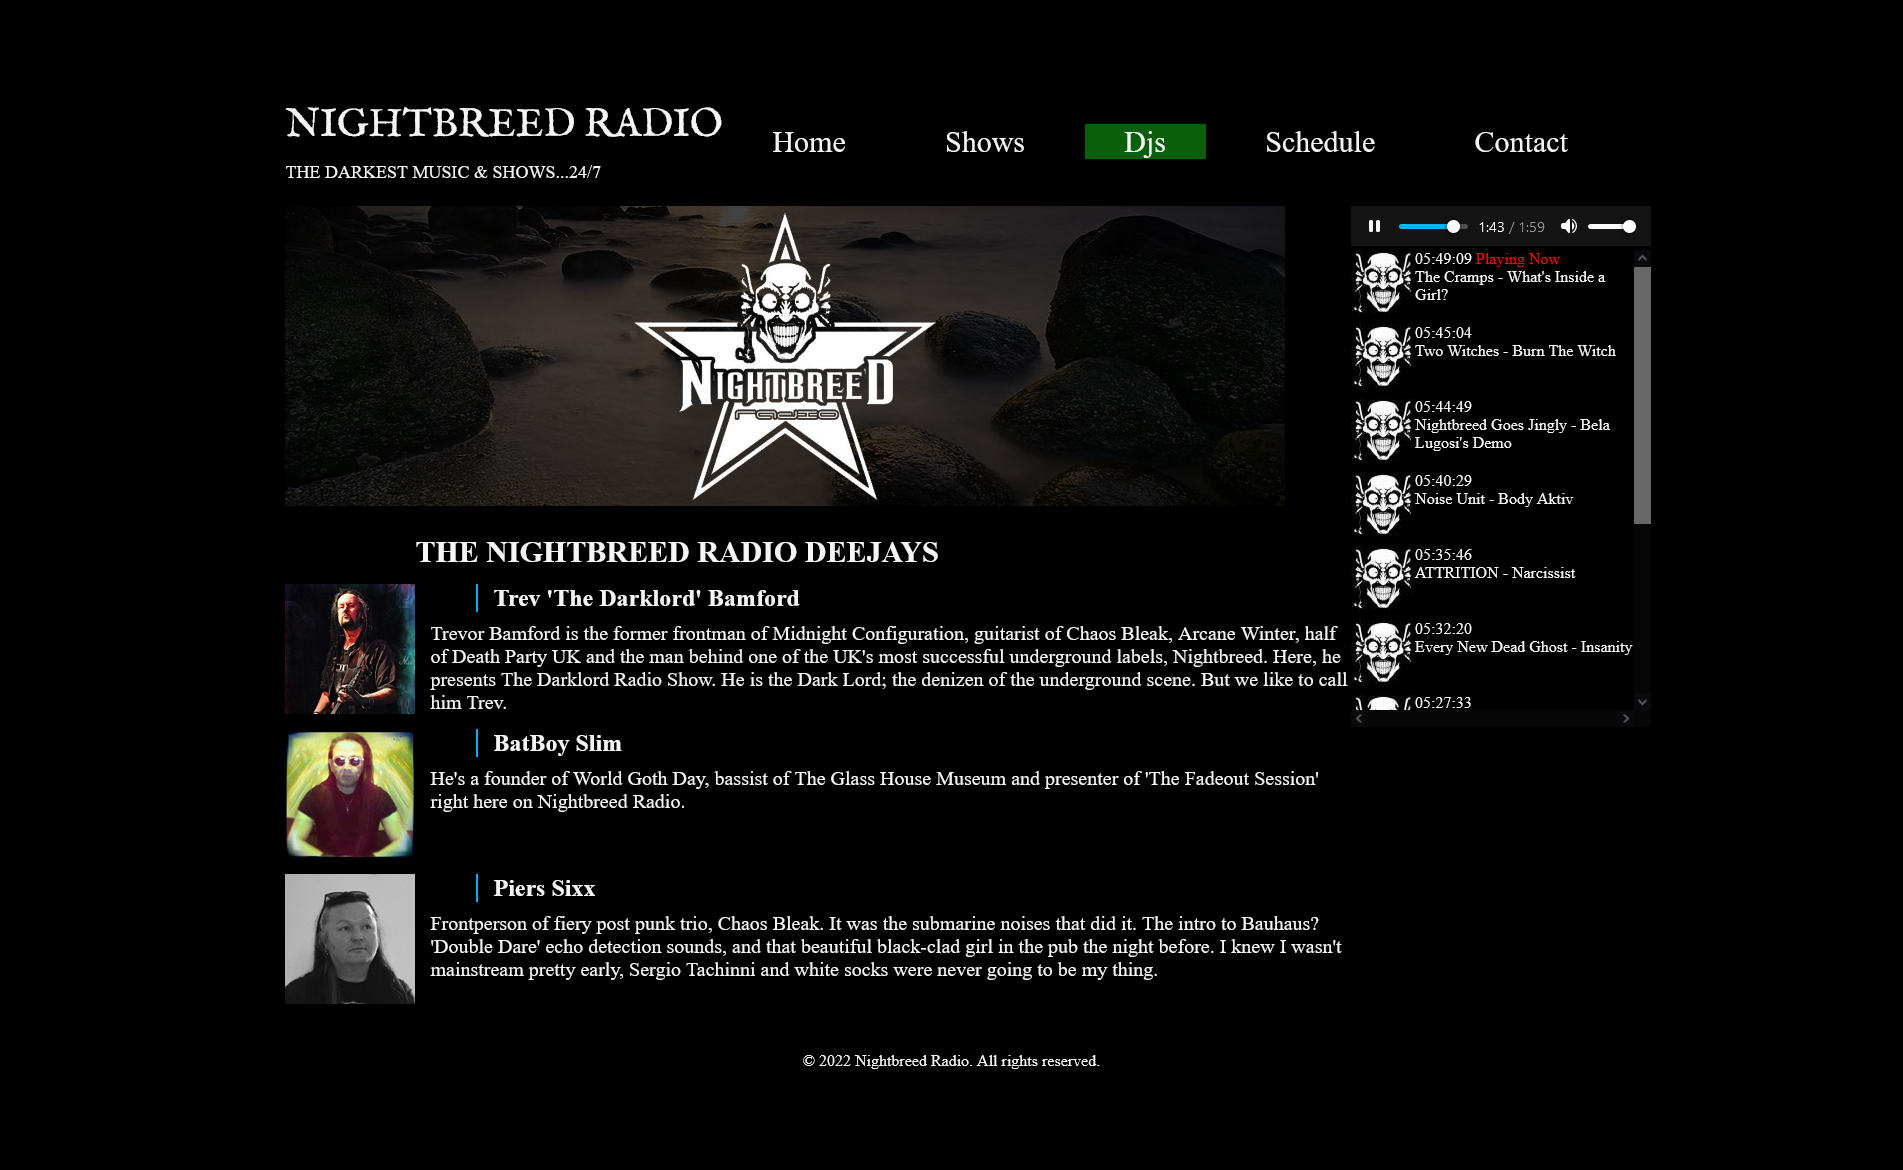 NIGHTBREED RADIO
THE DARKEST MUSIC & SHOWS...24/7
Home
Shows
Djs
Schedule
Contact
NIGHTBREED
RADIO
1:43 / 1:59
05:49:09 Playing Now
The Cramps - What's Inside a
Girl?
05:45:04
Two Witches - Burn The Witch
05:44:49
Nightbreed Goes Jingly - Bela
Lugosi's Demo
05:40:29
Noise Unit - Body Aktiv
05:35:46
ATTRITION - Narcissist
05:32:20
Every New Dead Ghost - Insanity
05:27:33
THE NIGHTBREED RADIO DEEJAYS
Trev 'The Darklord' Bamford
Trevor Bamford is the former frontman of Midnight Configuration, guitarist of Chaos Bleak, Arcane Winter, half
of Death Party UK and the man behind one of the UK's most successful underground labels, Nightbreed. Here, he
presents The Darklord Radio Show. He is the Dark Lord; the denizen of the underground scene. But we like to call
him Trev.
BatBoy Slim
He's a founder of World Goth Day, bassist of The Glass House Museum and presenter of 'The Fadeout Session'
right here on Nightbreed Radio.
Piers Sixx
Frontperson of fiery post punk trio, Chaos Bleak. It was the submarine noises that did it. The intro to Bauhaus?
'Double Dare' echo detection sounds, and that beautiful black-clad girl in the pub the night before. I knew I wasn't
mainstream pretty early, Sergio Tachinni and white socks were never going to be my thing.
© 2022 Nightbreed Radio. All rights reserved.